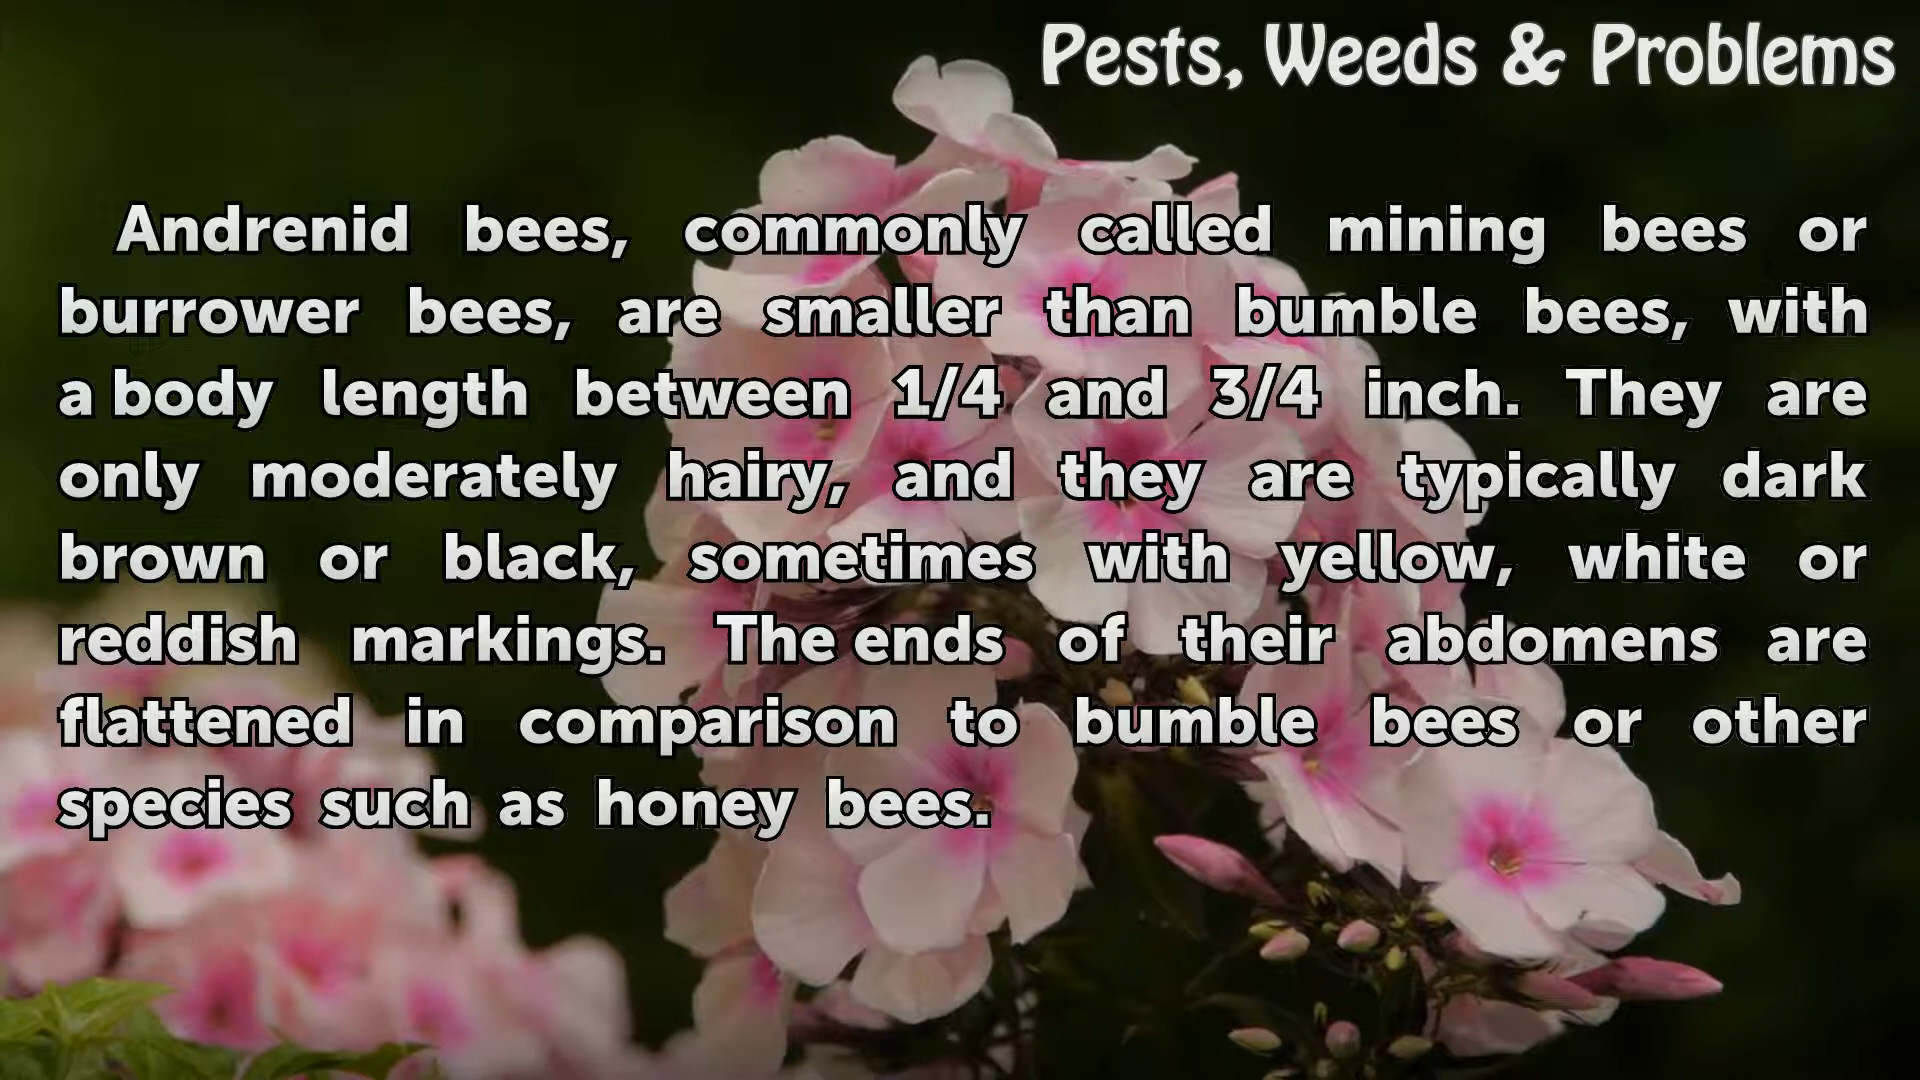 Pests, Weeds & Problems
Andrenid bees, commonly called mining bees or
burrower bees, are smaller than bumble bees, with
a body length between 1/4 and 3/4 inch. They are
only moderately hairy, and they are typically dark
brown or black, sometimes with yellow, white or
reddish markings. The ends of their abdomens are
flattened in comparison to bumble bees or other
species such as honey bees.